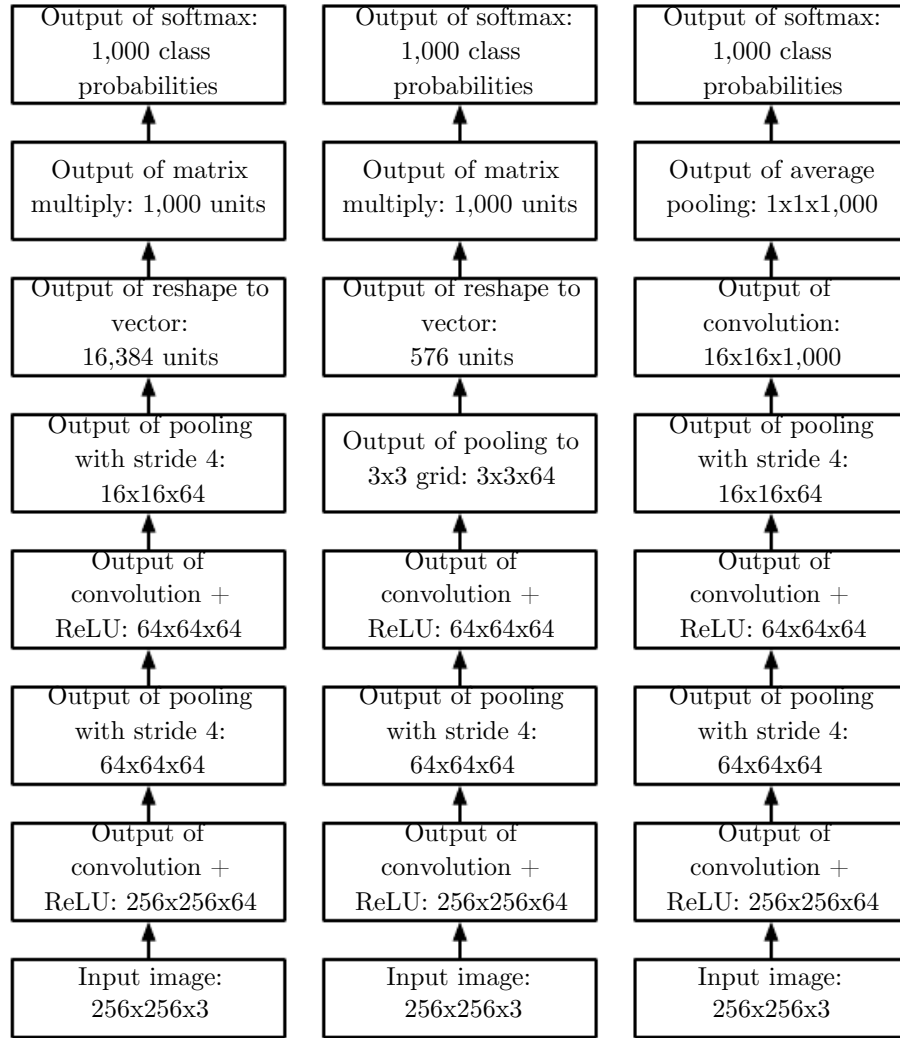 Output of softmax:
1,000 class
probabilities
Output of matrix
multiply: 1,000 units
Output of reshape to
vector:
16,384 units
Output of pooling
with stride 4:
16x16x64
Output of
convolution +
ReLU: 64x64x64
Output of pooling
with stride 4:
64x64x64
Output of
convolution +
ReLU: 256x256x64
Input image:
256x256x3
Output of softmax:
1,000 class
probabilities
Output of matrix
multiply: 1,000 units
Output of reshape to
vector:
576 units
Output of pooling to
3x3 grid: 3x3x64
Output of
convolution +
ReLU: 64x64x64
Output of pooling
with stride 4:
64x64x64
Output of
convolution +
ReLU: 256x256x64
Input image:
256x256x3
Output of softmax:
1,000 class
probabilities
Output of average
pooling: 1x1x1,000
Output of
convolution:
16x16x1,000
Output of pooling
with stride 4:
16x16x64
Output of
convolution +
ReLU: 64x64x64
Output of pooling
with stride 4:
64x64x64
Output of
convolution +
ReLU: 256x256x64
Input image:
256x256x3